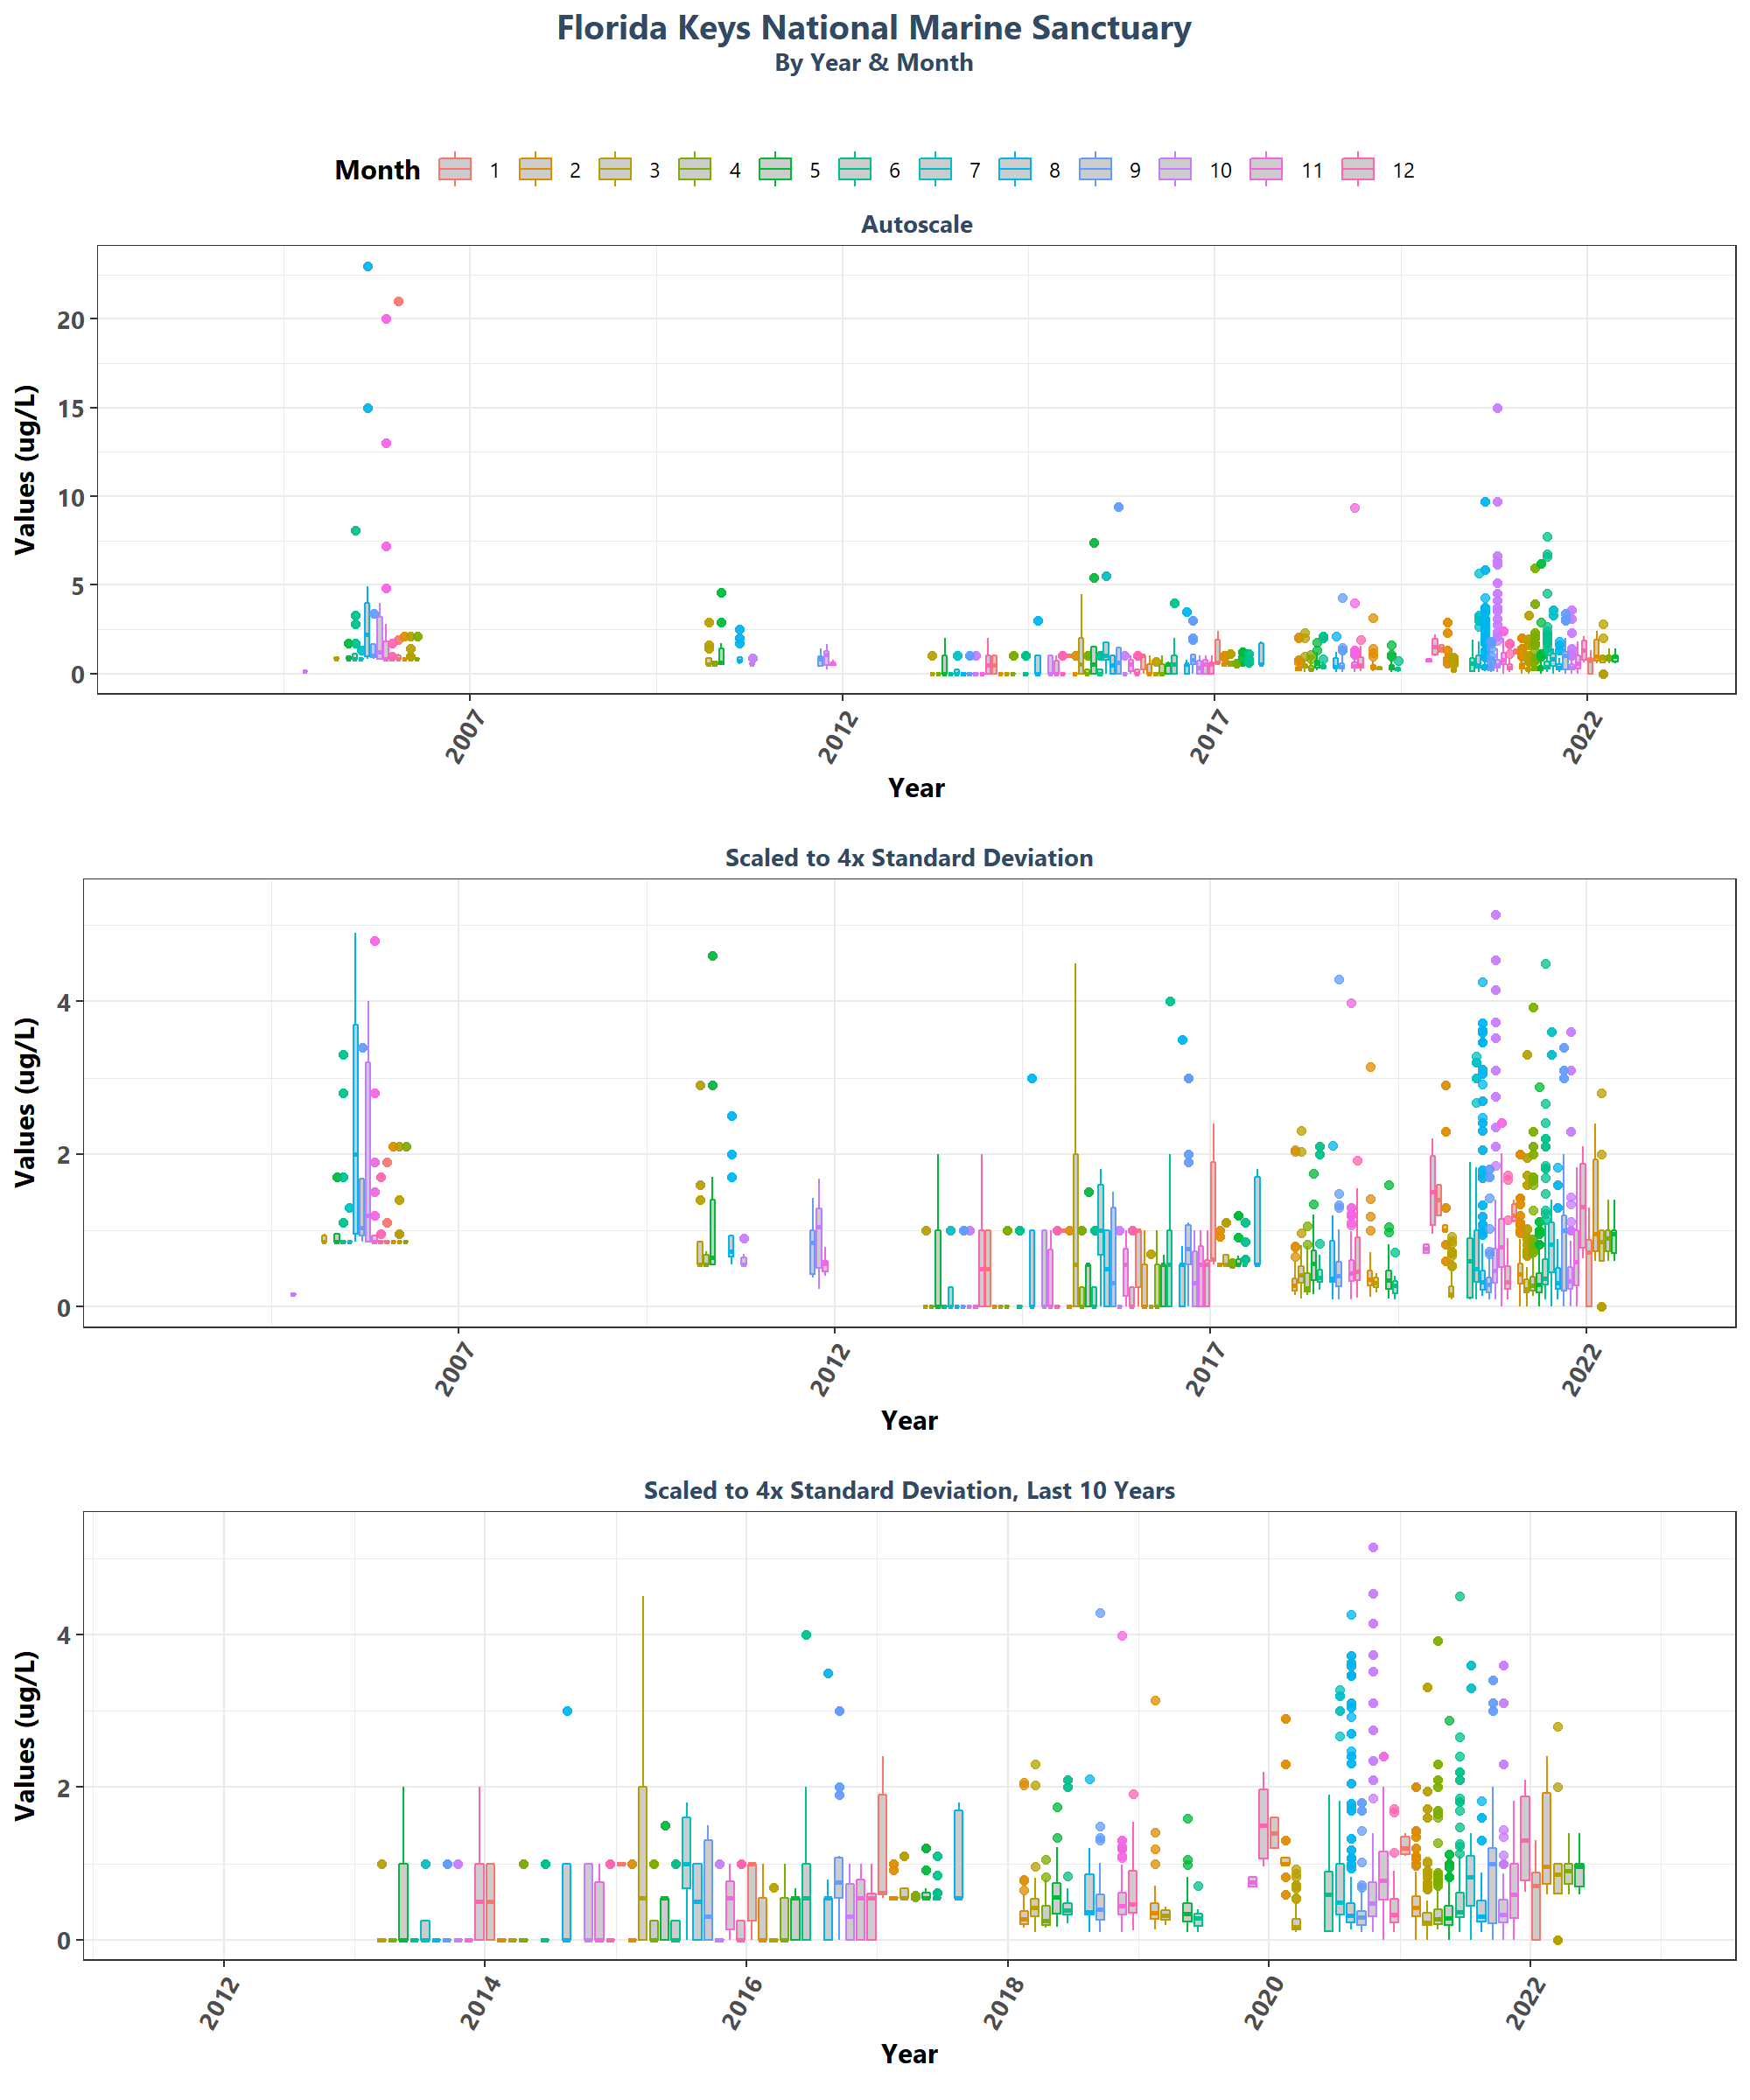 Florida Keys National Marine Sanctuary
By Year & Month
Month 1 2 3 4 5 6 7 8 9 10 11 12
Autoscale
Values (ug/L)
20
15
10
5
0
2007 2012 2017 2022
Year
Scaled to 4x Standard Deviation
Values (ug/L)
4
2
0
2007 2012 2017 2022
Year
Scaled to 4x Standard Deviation, Last 10 Years
Values (ug/L)
4
2
0
2012 2014 2016 2018 2020 2022
Year